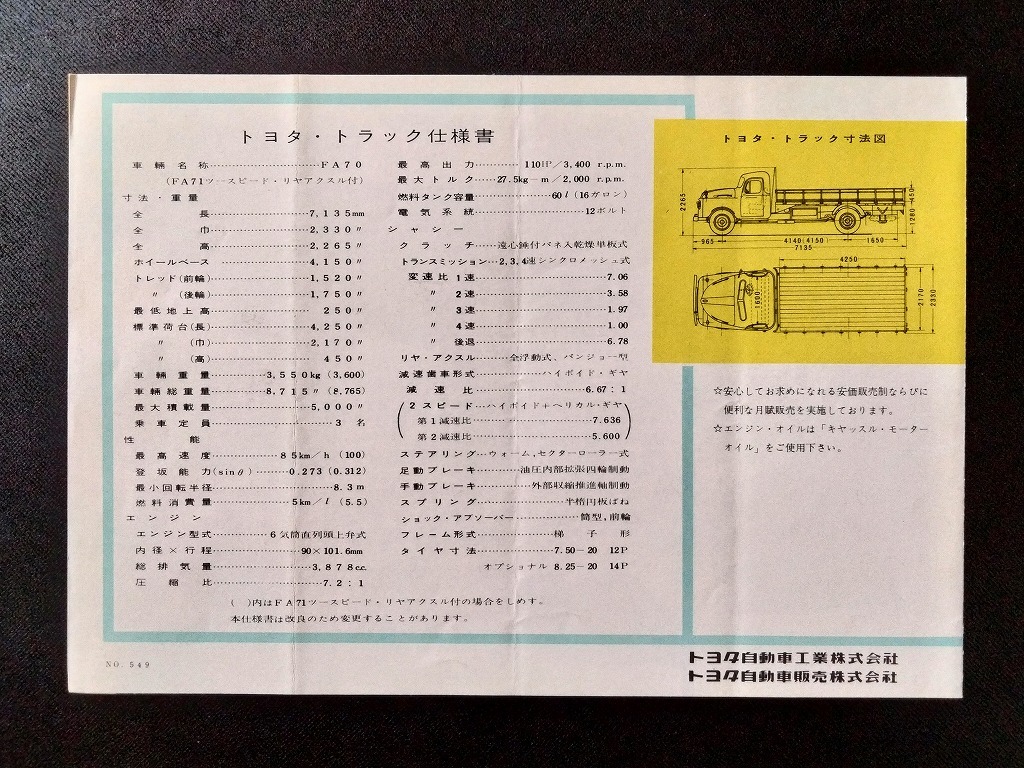 トヨタ・トラック仕様書
車輛名称 FA70
(FA71ツースピード・リヤアクスル付)
寸法・重量
全長 7,135mm
全巾 2,330〃
全高 2,265〃
ホイールベース 4,150〃
トレッド(前輪) 1,520〃
〃(後輪) 1,750〃
最低地上高 250〃
標準荷台(長) 4,250〃
〃(巾) 2,170〃
〃(高) 450〃
車輛重量 3,550kg (3,600)
車輛総重量 8,715〃 (8,765)
最大積載量 5,000〃
乗車定員 3名
性能
最高速度 85km/h (100)
登坂能力(sinθ) 0.273 (0.312)
最小回転半径 8.3m
燃料消費量 5km/ℓ (5.5)
エンジン
エンジン型式 6気筒直列頭上弁式
内径×行程 90×101.6mm
総排気量 3,878c.c.
圧縮比 7.2:1
最高出力 110HP/3,400 r.p.m.
最大トルク 27.5kg-m/2,000 r.p.m.
燃料タンク容量 60ℓ (16ガロン)
電気系統 12ボルト
シャシー
クラッチ 遠心錘付バネ入乾燥単板式
トランスミッション 2,3,4速シンクロメッシュ式
変速比 1速 7.06
〃 2速 3.58
〃 3速 1.97
〃 4速 1.00
〃 後退 6.78
リヤ・アクスル 全浮動式、バンジョー型
減速歯車形式 ハイポイド・ギヤ
減速比 6.67:1
(2スピード ハイポイド+ヘリカル・ギヤ
第1減速比 7.636
第2減速比 5.600)
ステアリング ウォーム,セクターローラー式
足動ブレーキ 油圧内部拡張四輪制動
手動ブレーキ 外部収縮推進軸制動
スプリング 半楕円板ばね
ショック・アブソーバー 筒型,前輪
フレーム形式 梯子形
タイヤ寸法 7.50-20 12P
オプショナル 8.25-20 14P
( )内はFA71ツースピード・リヤアクスル付の場合をしめす。
本仕様書は改良のため変更することがあります。
トヨタ・トラック寸法図
2265
450
1280
965
4140(4150)
1650
7135
4250
1600
2170
2330
☆安心してお求めになれる安価販売制ならびに
便利な月賦販売を実施しております。
☆エンジン・オイルは「キャッスル・モーター
オイル」をご使用下さい。
NO. 549
トヨタ自動車工業株式会社
トヨタ自動車販売株式会社